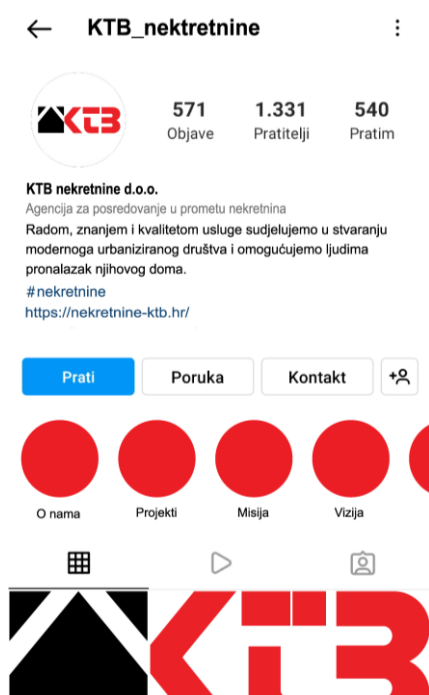 KTB_nektretnine
KTB
571 1.331 540
Objave Pratitelji Pratim
KTB nekretnine d.o.o.
Agencija za posredovanje u prometu nekretnina
Radom, znanjem i kvalitetom usluge sudjelujemo u stvaranju
modernoga urbaniziranog društva i omogućujemo ljudima
pronalazak njihovog doma.
#nekretnine
https://nekretnine-ktb.hr/
Prati Poruka Kontakt
O nama Projekti Misija Vizija
KTB